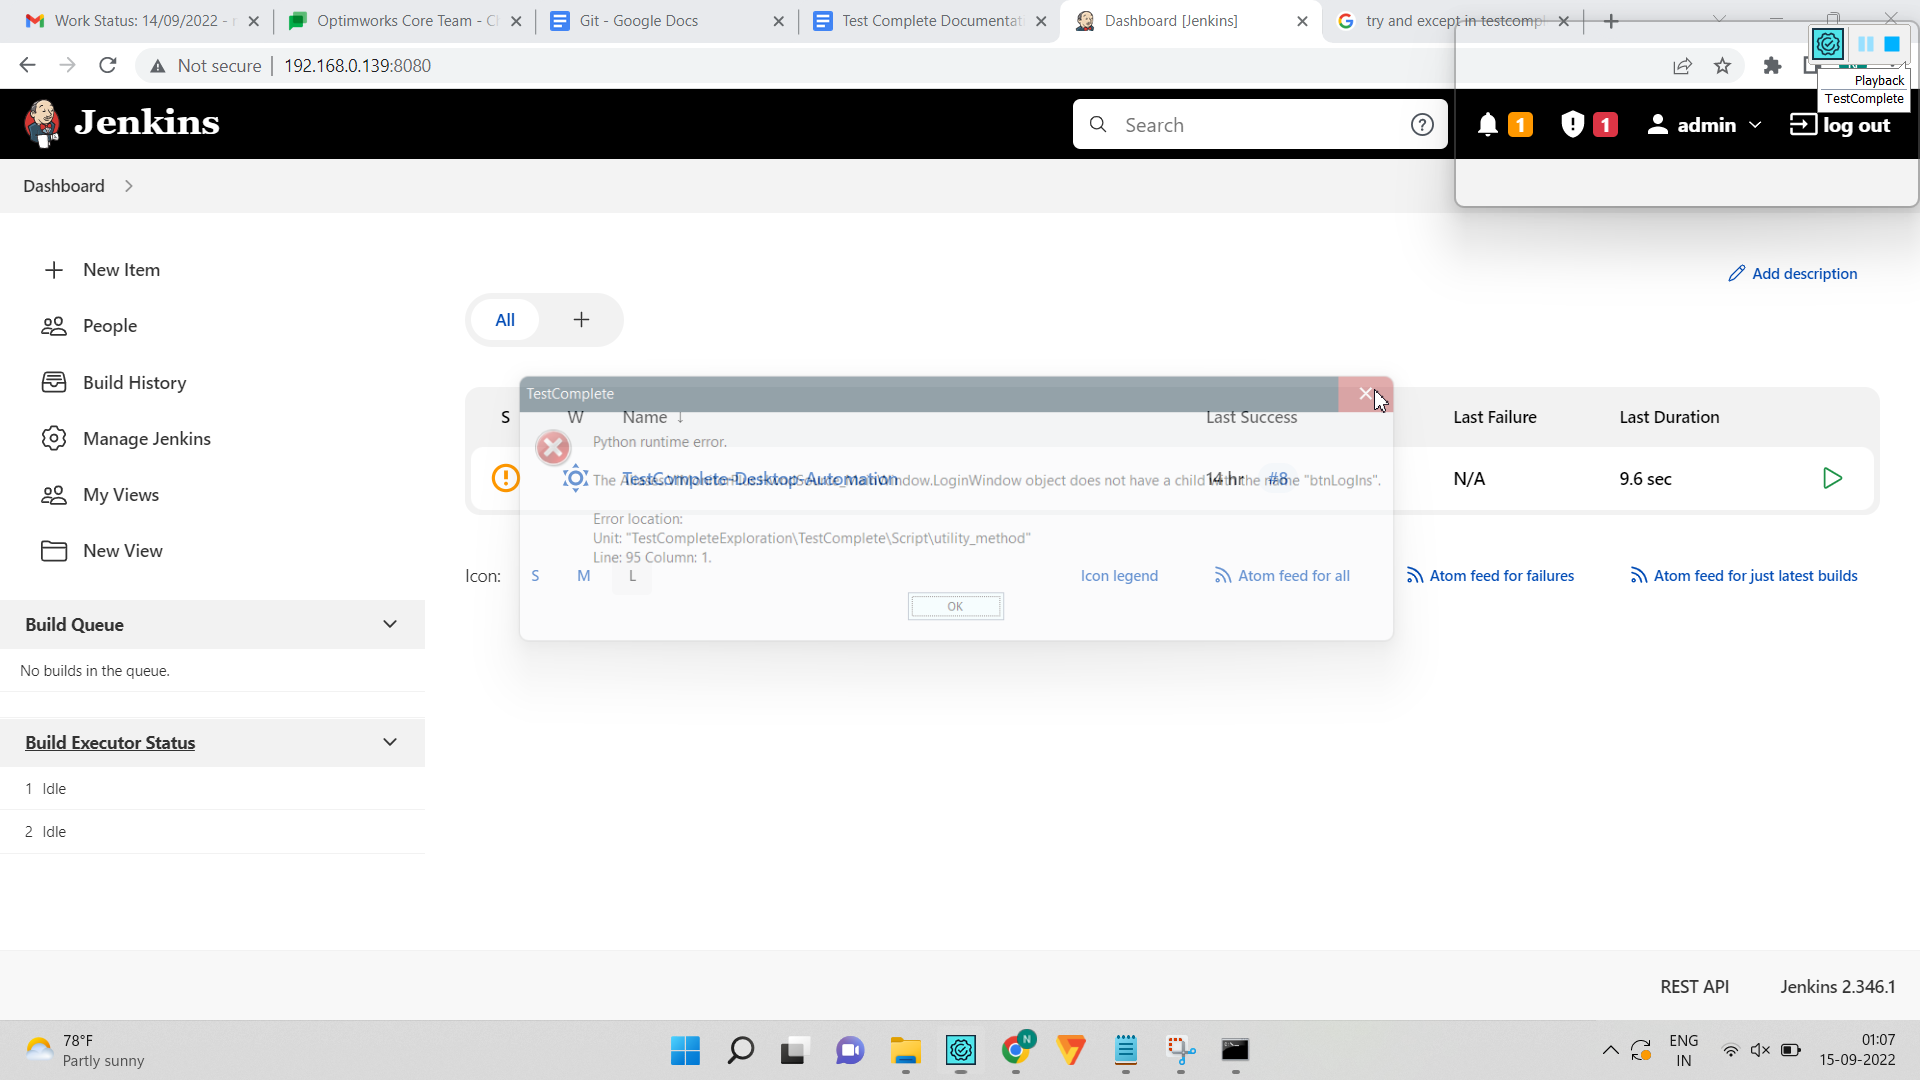 Work Status: 14/09/2022 -
Optimworks Core Team - C
Git - Google Docs
Test Complete Documentat
Dashboard [Jenkins]
try and except in testcompl
Not secure
192.168.0.139:8080
Playback
TestComplete
Jenkins
Search
1
1
admin
log out
Dashboard
New Item
People
Build History
Manage Jenkins
My Views
New View
Add description
All
S
W
Name ↓
Last Success
Last Failure
Last Duration
TestComplete-Desktop-Automation
14 hr
#8
N/A
9.6 sec
TestComplete
Python runtime error.
The window.LoginWindow object does not have a child with the name "btnLogIns".
Error location:
Unit: "TestCompleteExploration\TestComplete\Script\utility_method"
Line: 95 Column: 1.
OK
Icon:
S
M
L
Icon legend
Atom feed for all
Atom feed for failures
Atom feed for just latest builds
Build Queue
No builds in the queue.
Build Executor Status
1 Idle
2 Idle
REST API
Jenkins 2.346.1
78°F
Partly sunny
N
ENG
IN
01:07
15-09-2022